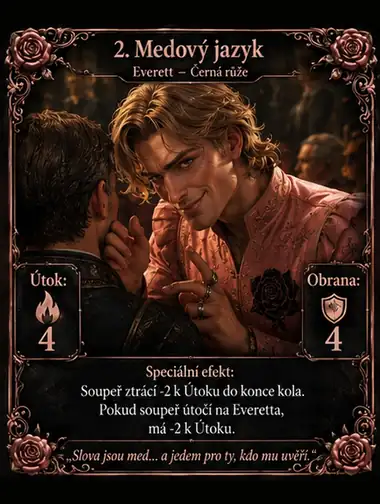 2. Medový jazyk
Everett – Černá růže
Útok:
4
Obrana:
4
Speciální efekt:
Soupeř ztrácí -2 k Útoku do konce kola.
Pokud soupeř útočí na Everetta,
má -2 k Útoku.
„Slova jsou med... a jedem pro ty, kdo mu uvěří.“